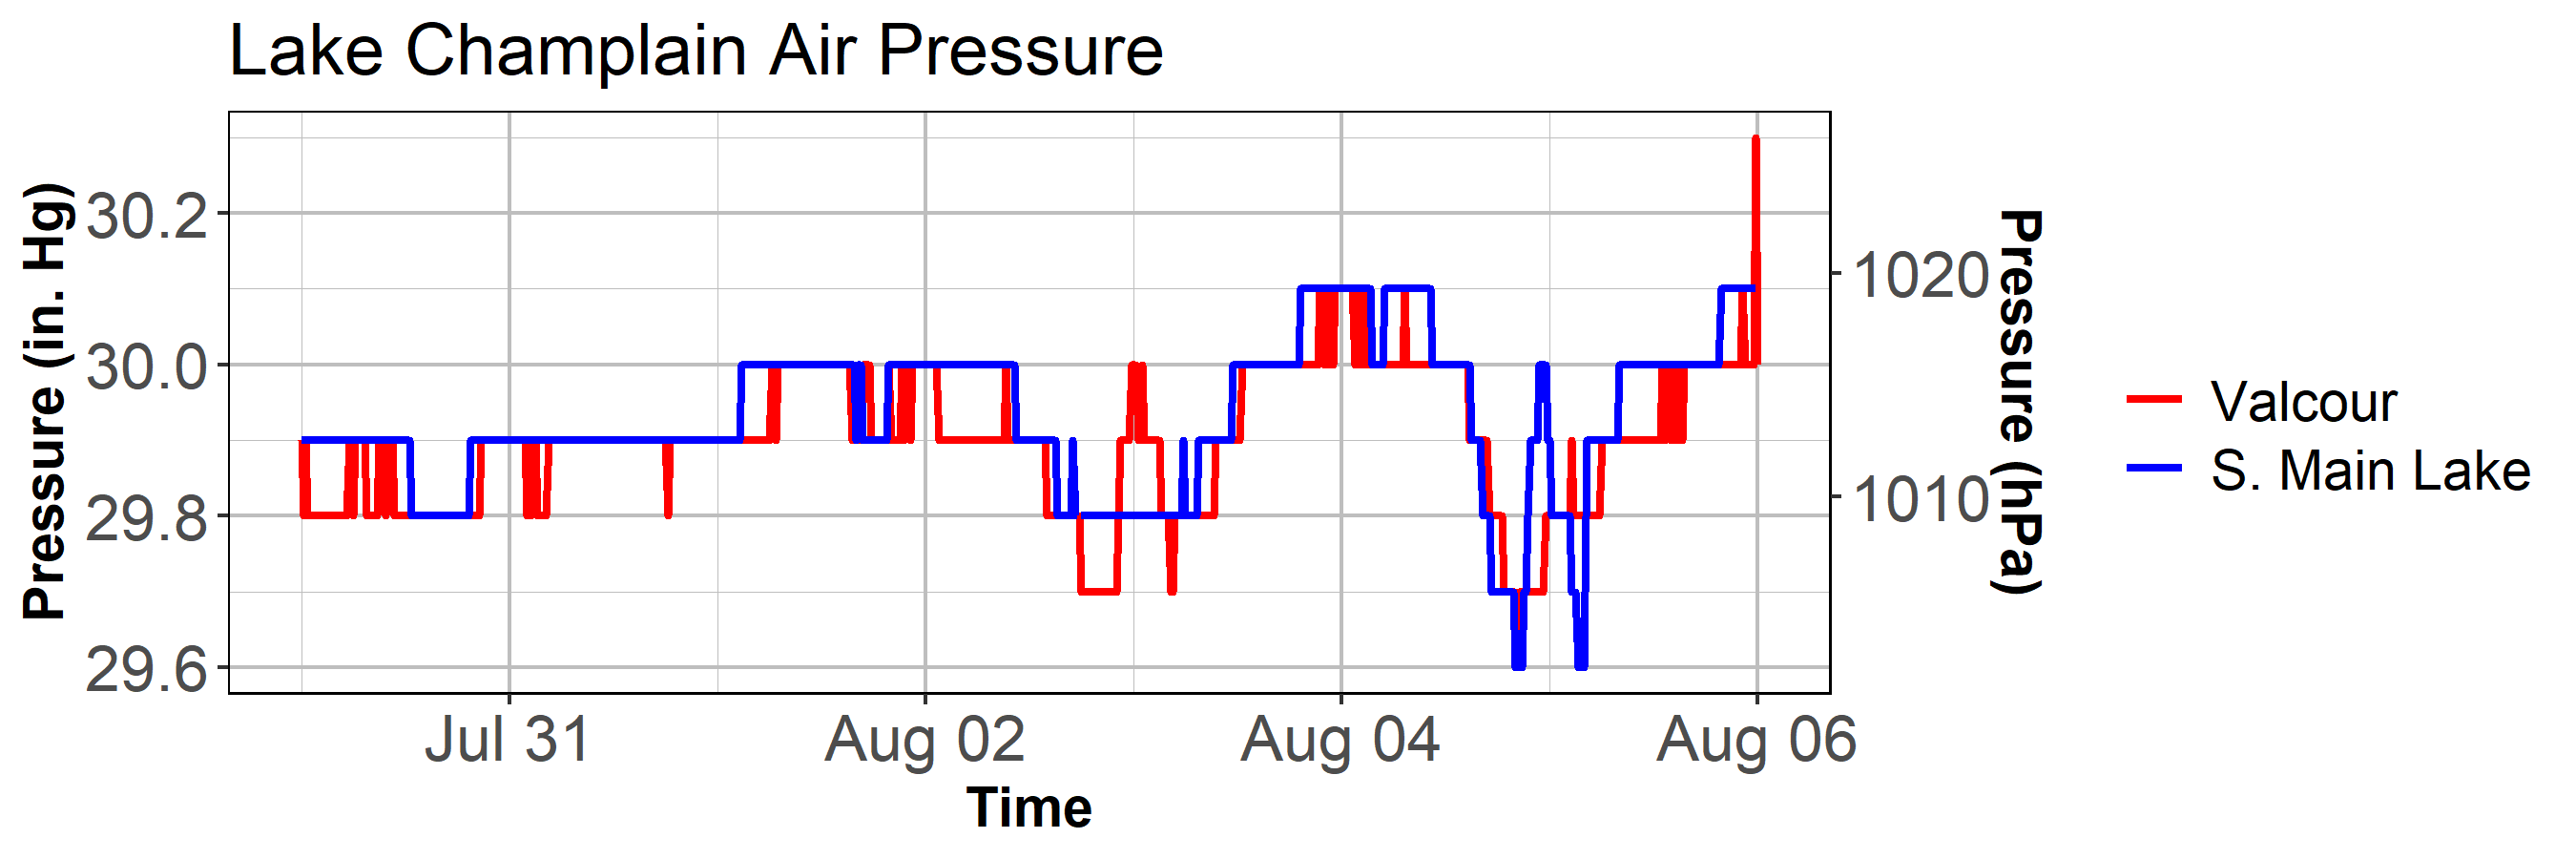 Lake Champlain Air Pressure
Pressure (in. Hg)
30.2
30.0
29.8
29.6
Jul 31
Aug 02
Aug 04
Aug 06
Time
1020
1010
Pressure (hPa)
Valcour
S. Main Lake